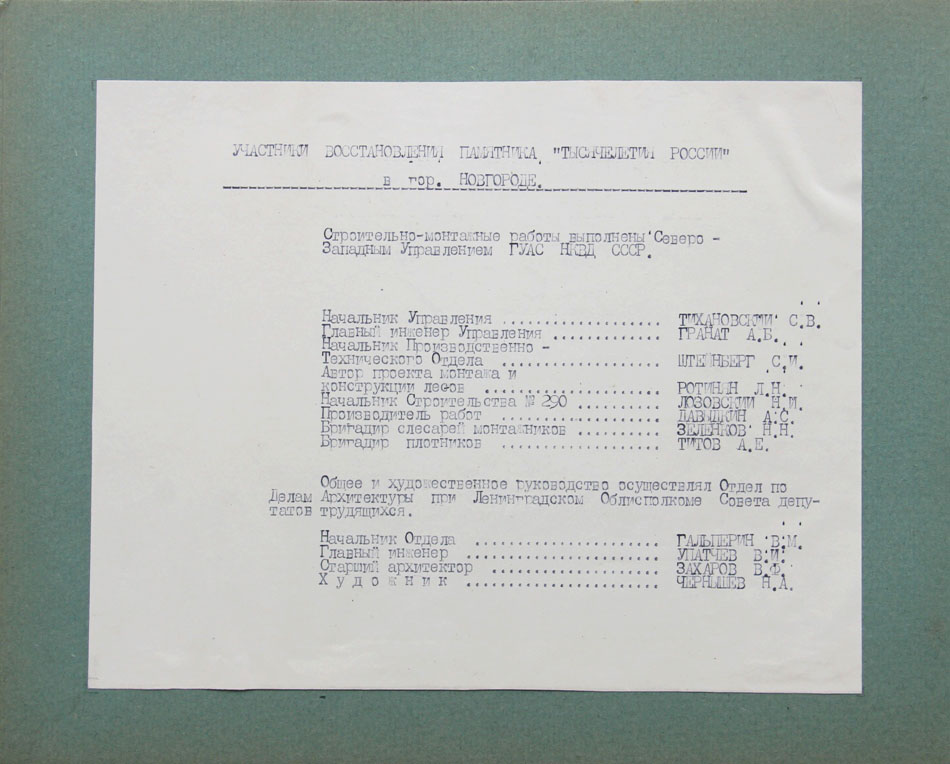 УЧАСТНИКИ ВОССТАНОВЛЕНИЯ ПАМЯТНИКА "ТЫСЯЧЕЛЕТИЯ РОССИИ"
в гор. НОВГОРОДЕ.
Строительно-монтажные работы выполнены Северо -
Западным Управлением ГУАС НКВД СССР.
Начальник Управления .................... ТИХАНОВСКИЙ С.В.
Главный инженер Управления .............. ГРАНАТ А.Б.
Начальник Производственно -
Технического Отдела .................... ШТЕЙНБЕРГ С.И.
Автор проекта монтажа и
конструкции лесов ...................... РОТИНЯН Л.Н.
Начальник Строительства № 290 ........... ЛОЗОВСКИЙ Н.И.
Производитель работ .................... ДАВЫДКИН А.С.
Бригадир слесарей монтажников ........... ЗЕЛЕНКОВ Н.Н.
Бригадир плотников .................... ТИТОВ А.Е.
Общее и художественное руководство осуществлял Отдел по
Делам Архитектуры при Ленинградском Облисполкоме Совета депу-
татов трудящихся.
Начальник Отдела ....................... ГАЛЬПЕРИН В.М.
Главный инженер ........................ УПАТЧЕВ В.И.
Старший архитектор ..................... ЗАХАРОВ В.Ф.
Художник ........................ ЧЕРНЫШЕВ Н.А.